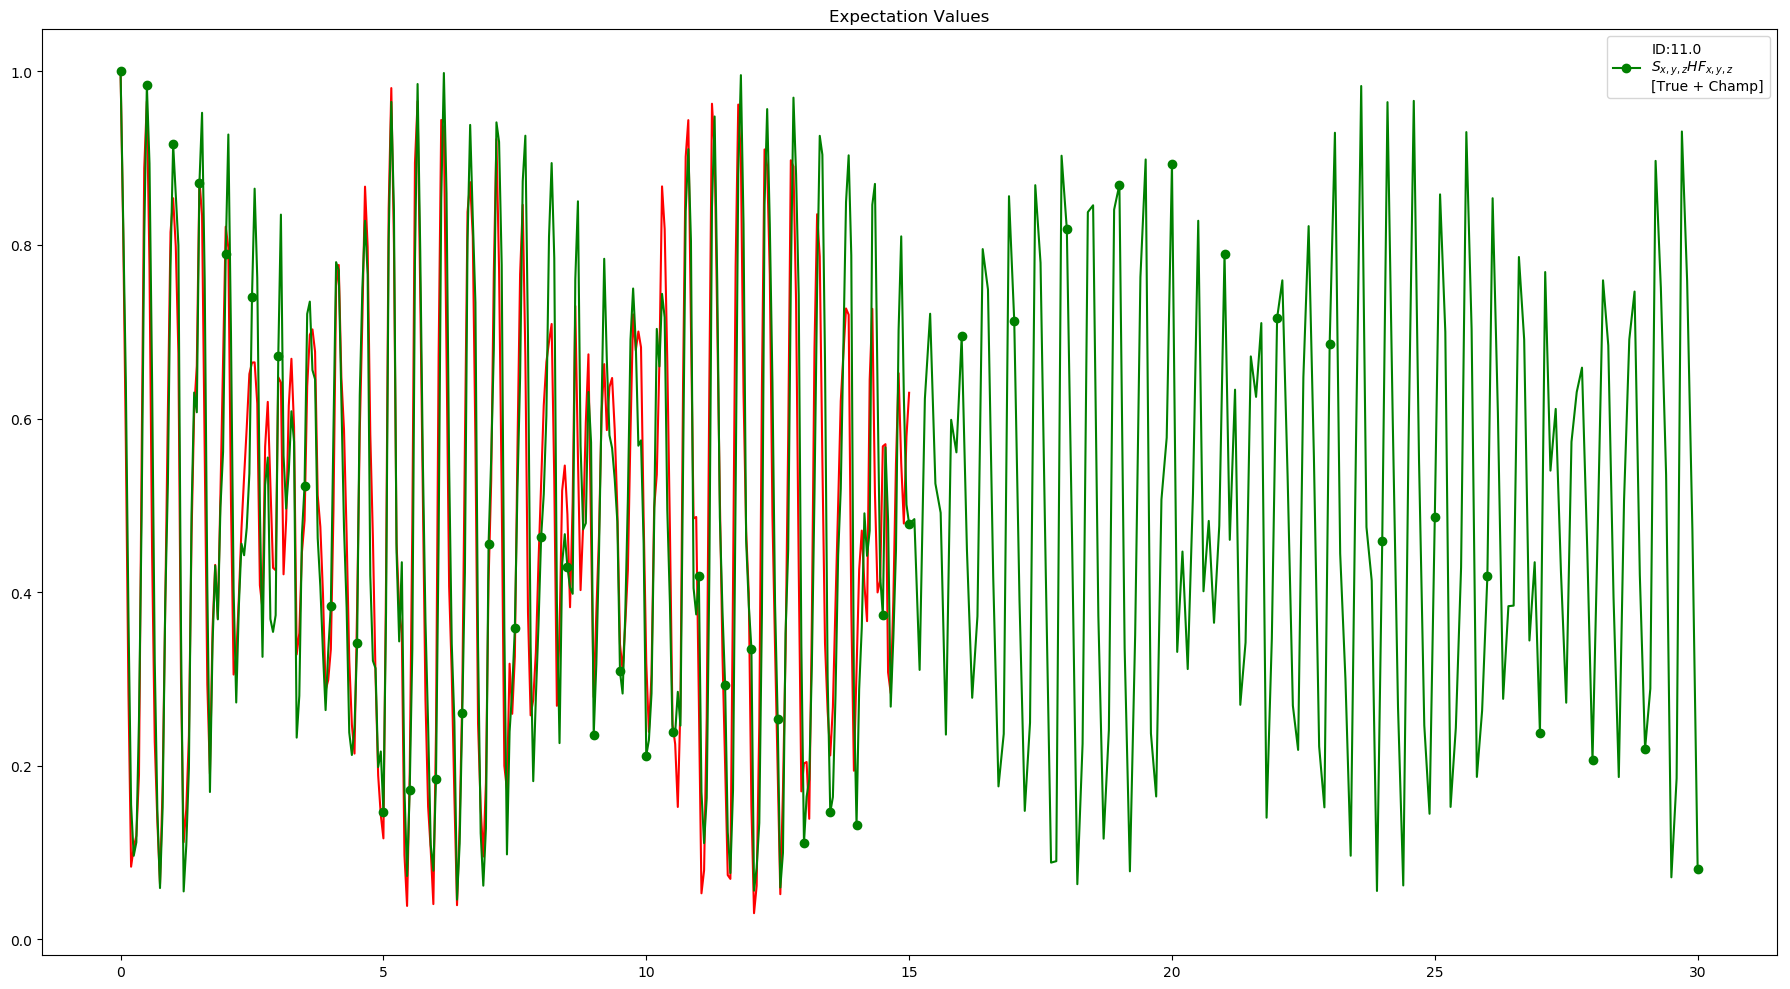 Expectation Values
ID:11.0
$S_{x,y,z}HF_{x,y,z}$
[True + Champ]
1.0
0.8
0.6
0.4
0.2
0.0
0 5 10 15 20 25 30